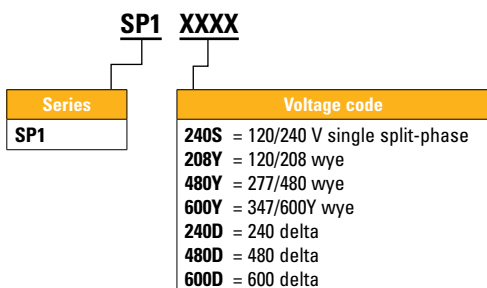 SP1 XXXX
Series
SP1
Voltage code
240S = 120/240 V single split-phase
208Y = 120/208 wye
480Y = 277/480 wye
600Y = 347/600Y wye
240D = 240 delta
480D = 480 delta
600D = 600 delta